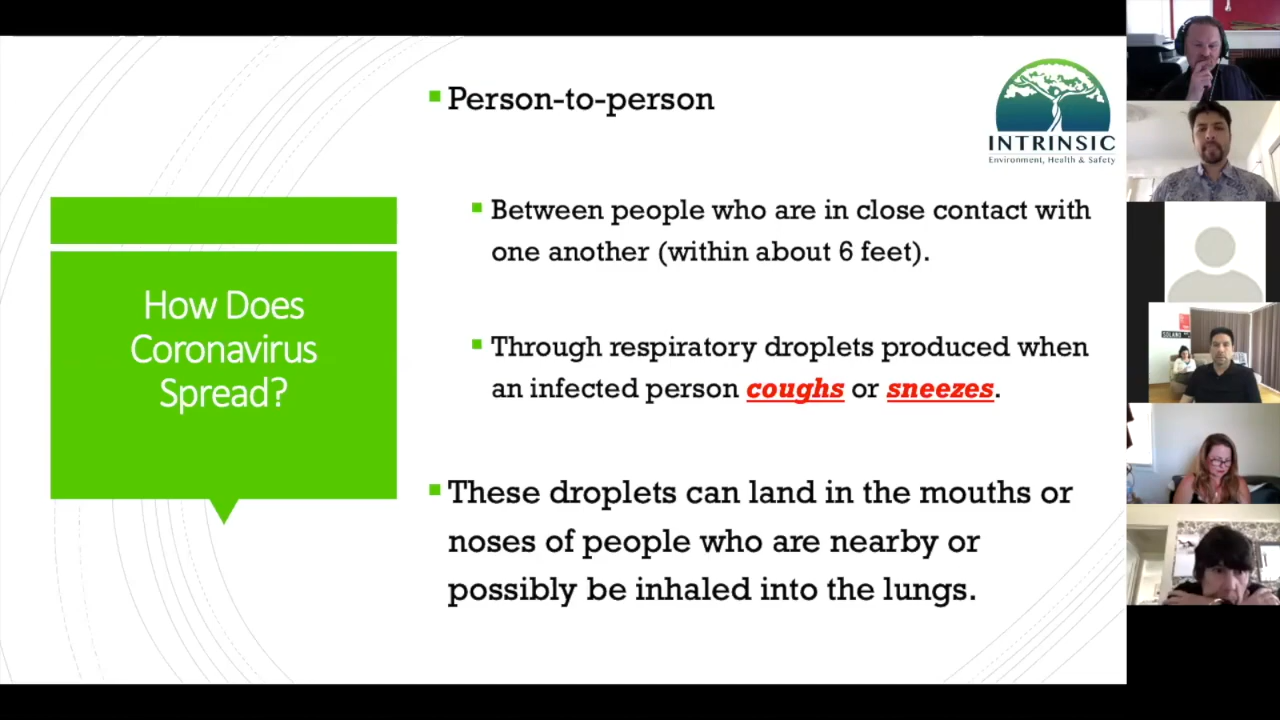 How Does
Coronavirus
Spread?
Person-to-person
Between people who are in close contact with
one another (within about 6 feet).
Through respiratory droplets produced when
an infected person coughs or sneezes.
These droplets can land in the mouths or
noses of people who are nearby or
possibly be inhaled into the lungs.
INTRINSIC
Environment, Health & Safety